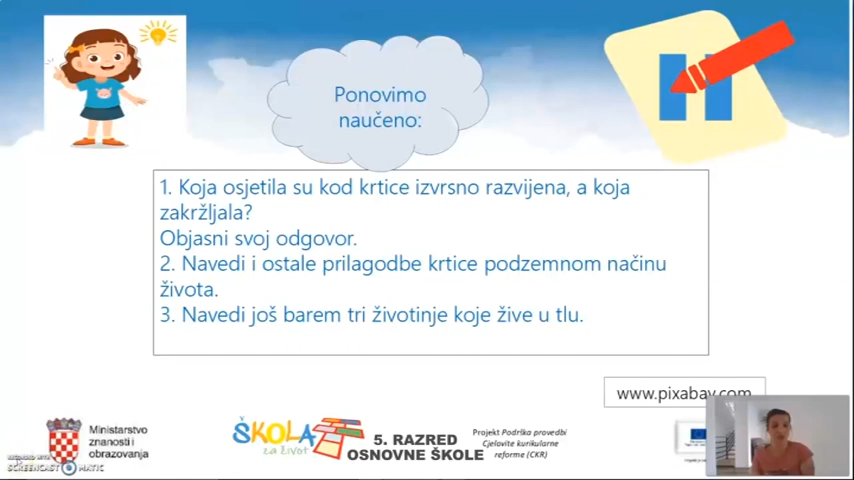 Ponovimo
naučeno:
1. Koja osjetila su kod krtice izvrsno razvijena, a koja
zakržljala?
Objasni svoj odgovor.
2. Navedi i ostale prilagodbe krtice podzemnom načinu
života.
3. Navedi još barem tri životinje koje žive u tlu.
www.pixabay.com
Ministarstvo
znanosti i
obrazovanja
ŠKOLA
za život
5. RAZRED
OSNOVNE ŠKOLE
Projekt Podrška provedbi
Cjelovite kurikularne
reforme (CKR)
RECORDED WITH
SCREENCAST MATIC